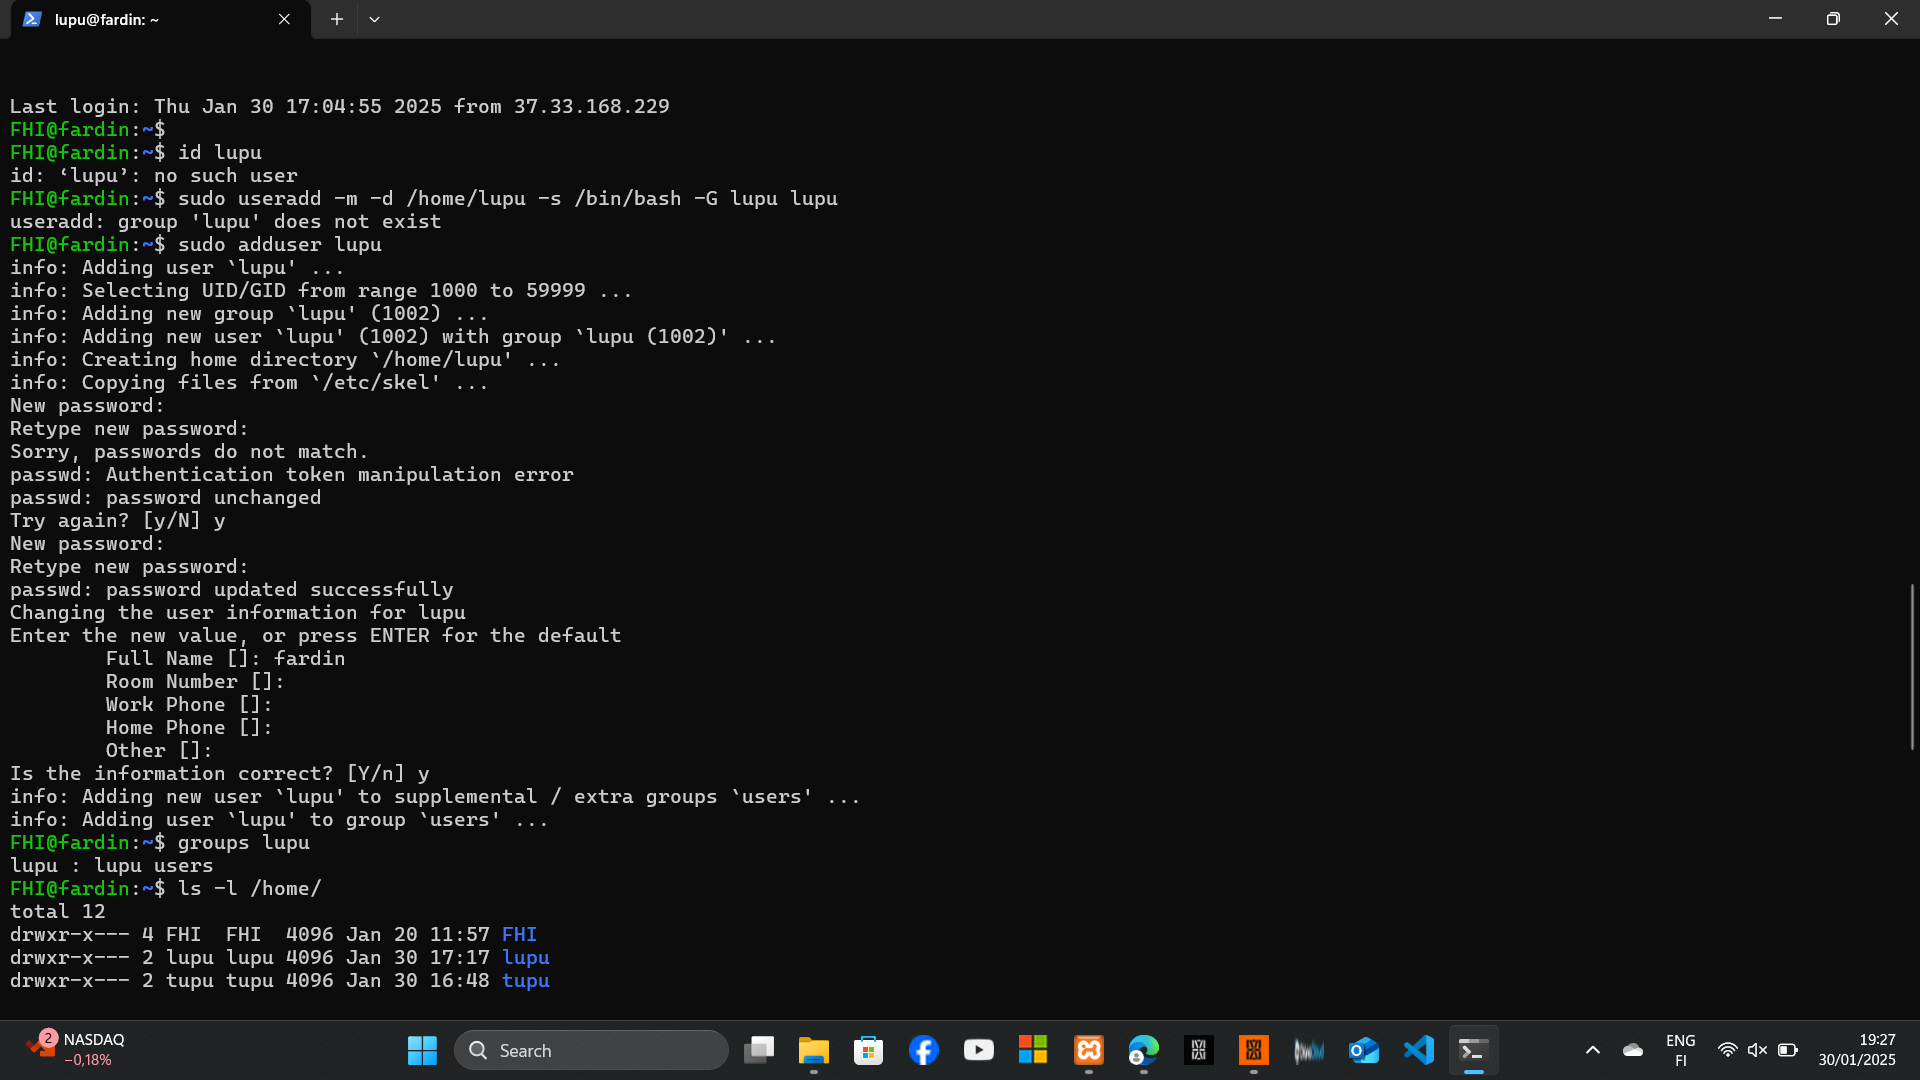 lupu@fardin: ~
Last login: Thu Jan 30 17:04:55 2025 from 37.33.168.229
FHI@fardin:~$
FHI@fardin:~$ id lupu
id: ‘lupu’: no such user
FHI@fardin:~$ sudo useradd -m -d /home/lupu -s /bin/bash -G lupu lupu
useradd: group 'lupu' does not exist
FHI@fardin:~$ sudo adduser lupu
info: Adding user `lupu' ...
info: Selecting UID/GID from range 1000 to 59999 ...
info: Adding new group `lupu' (1002) ...
info: Adding new user `lupu' (1002) with group `lupu (1002)' ...
info: Creating home directory `/home/lupu' ...
info: Copying files from `/etc/skel' ...
New password:
Retype new password:
Sorry, passwords do not match.
passwd: Authentication token manipulation error
passwd: password unchanged
Try again? [y/N] y
New password:
Retype new password:
passwd: password updated successfully
Changing the user information for lupu
Enter the new value, or press ENTER for the default
        Full Name []: fardin
        Room Number []:
        Work Phone []:
        Home Phone []:
        Other []:
Is the information correct? [Y/n] y
info: Adding new user `lupu' to supplemental / extra groups `users' ...
info: Adding user `lupu' to group `users' ...
FHI@fardin:~$ groups lupu
lupu : lupu users
FHI@fardin:~$ ls -l /home/
total 12
drwxr-x--- 4 FHI  FHI  4096 Jan 20 11:57 FHI
drwxr-x--- 2 lupu lupu 4096 Jan 30 17:17 lupu
drwxr-x--- 2 tupu tupu 4096 Jan 30 16:48 tupu
2
NASDAQ
-0,18%
Search
ENG
FI
19:27
30/01/2025